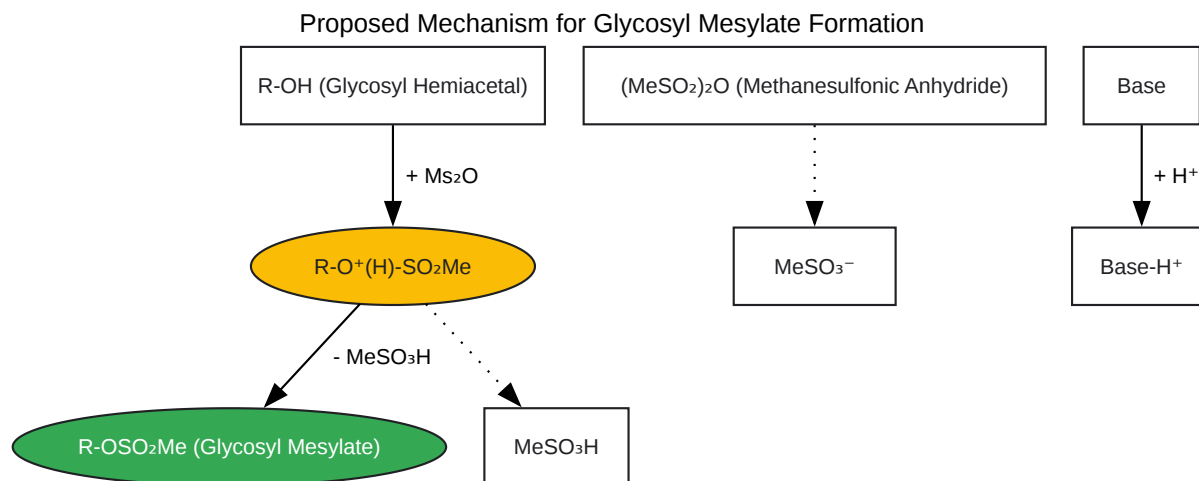 Proposed Mechanism for Glycosyl Mesylate Formation
R-OH (Glycosyl Hemiacetal)
(MeSO₂)₂O (Methanesulfonic Anhydride)
Base
+ Ms₂O
+ H⁺
R-O⁺(H)-SO₂Me
MeSO₃⁻
Base-H⁺
- MeSO₃H
R-OSO₂Me (Glycosyl Mesylate)
MeSO₃H